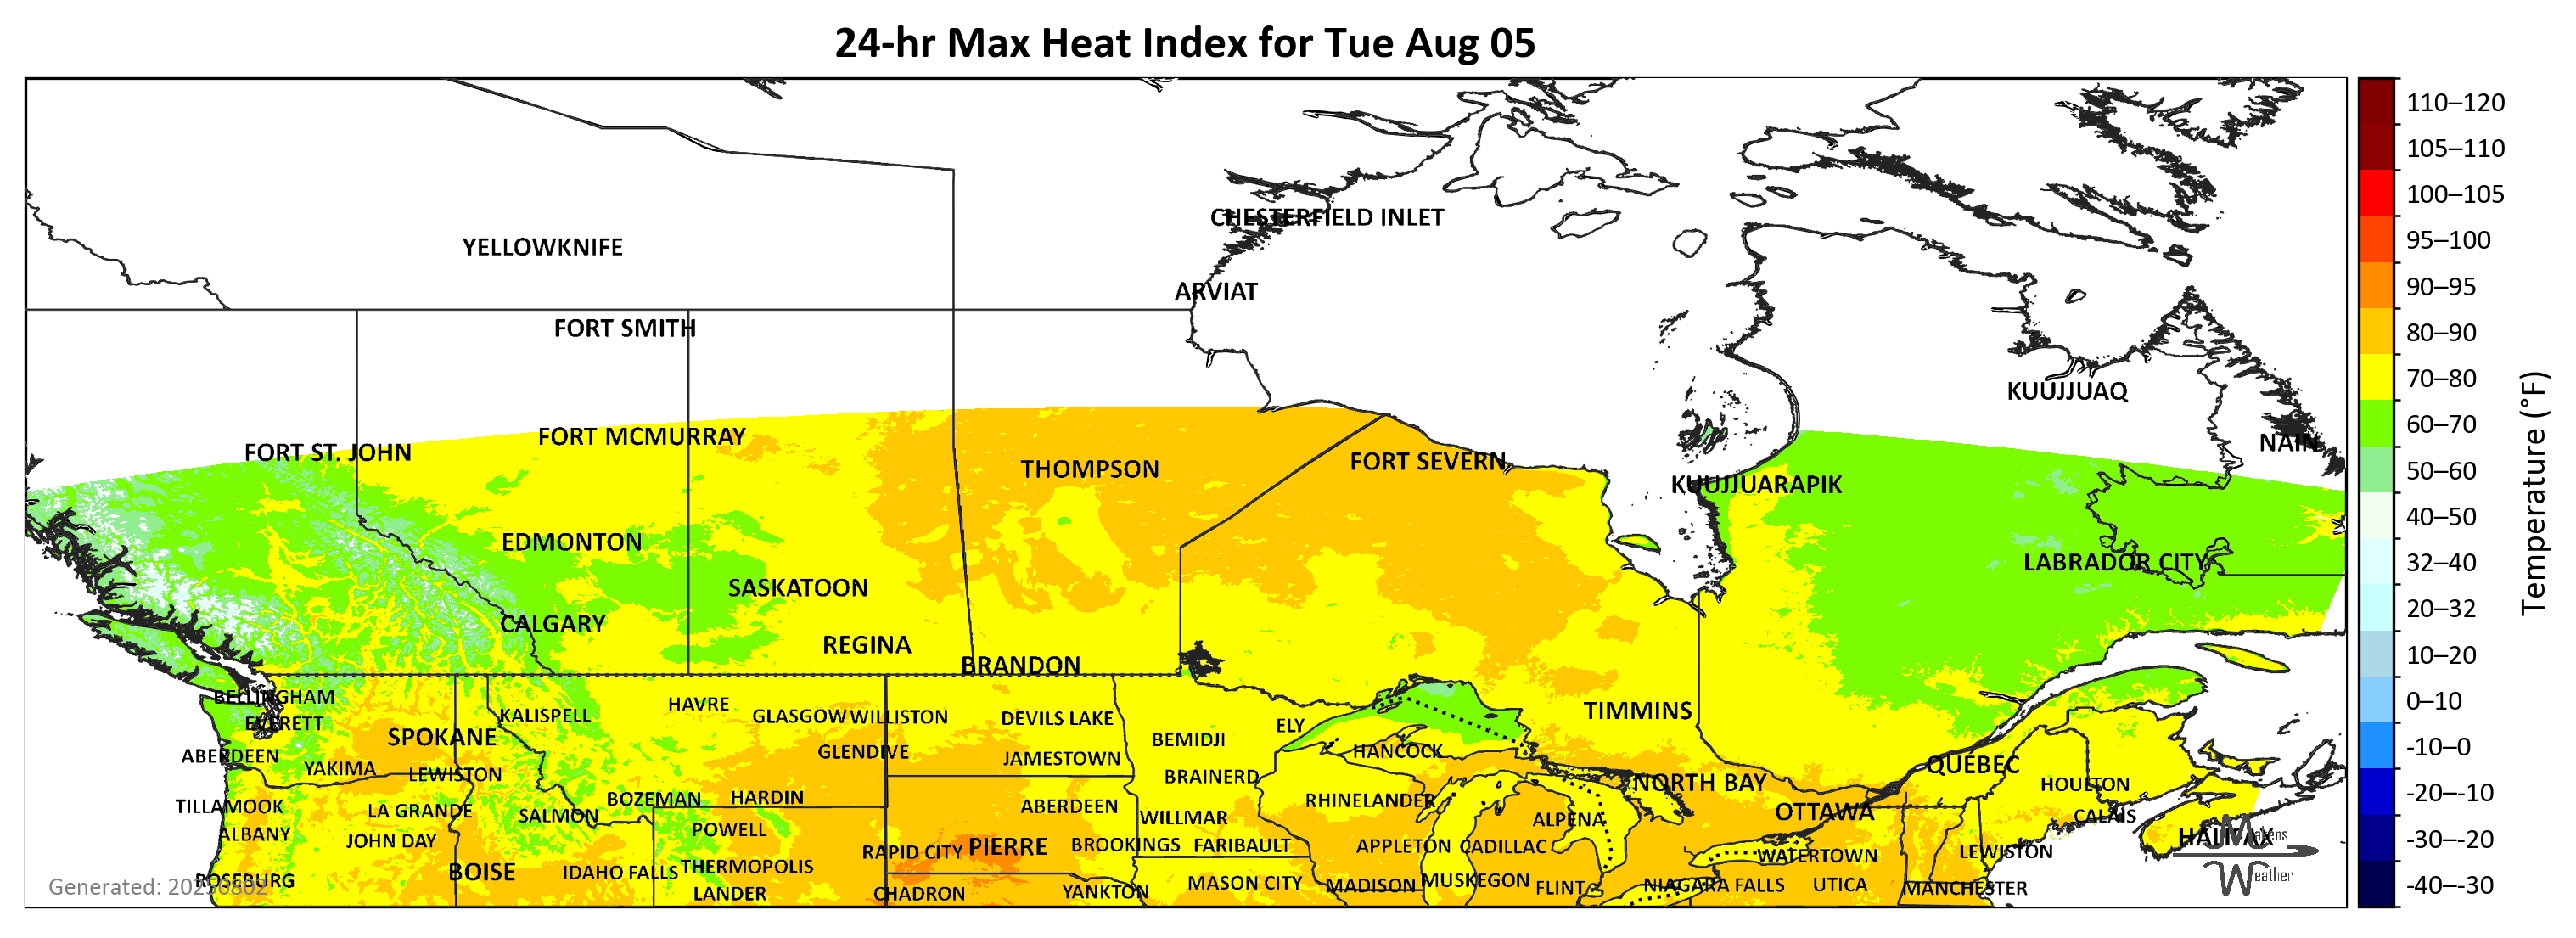 24-hr Max Heat Index for Tue Aug 05
CHESTERFIELD INLET
YELLOWKNIFE
ARVIAT
FORT SMITH
KUUJJUAQ
FORT MCMURRAY
NAIN
FORT ST. JOHN
FORT SEVERN
THOMPSON
KUUJJUARAPIK
EDMONTON
LABRADOR CITY
SASKATOON
CALGARY
REGINA
BRANDON
BELLINGHAM
HAVRE
KALISPELL
GLASGOW
WILLISTON
DEVILS LAKE
TIMMINS
EVERETT
ELY
SPOKANE
BEMIDJI
HANCOCK
GLENDIVE
ABERDEEN
JAMESTOWN
QUÉBEC
YAKIMA
LEWISTON
BRAINERD
NORTH BAY
HOULTON
BOZEMAN
HARDIN
RHINELANDER
TILLAMOOK
LA GRANDE
ABERDEEN
OTTAWA
SALMON
WILLMAR
ALPENA
CALAIS
ALBANY
POWELL
JOHN DAY
HALIFAX
RAPID CITY
PIERRE
BROOKINGS
FARIBAULT
APPLETON
CADILLAC
WATERTOWN
LEWISTON
BOISE
IDAHO FALLS
THERMOPOLIS
ROSEBURG
MASON CITY
MADISON
MUSKEGON
FLINT
NIAGARA FALLS
UTICA
MANCHESTER
LANDER
CHADRON
YANKTON
Generated: 20250802
Makens
Weather
110–120
105–110
100–105
95–100
90–95
80–90
70–80
60–70
50–60
40–50
32–40
20–32
10–20
0–10
-10–0
-20–-10
-30–-20
-40–-30
Temperature (°F)